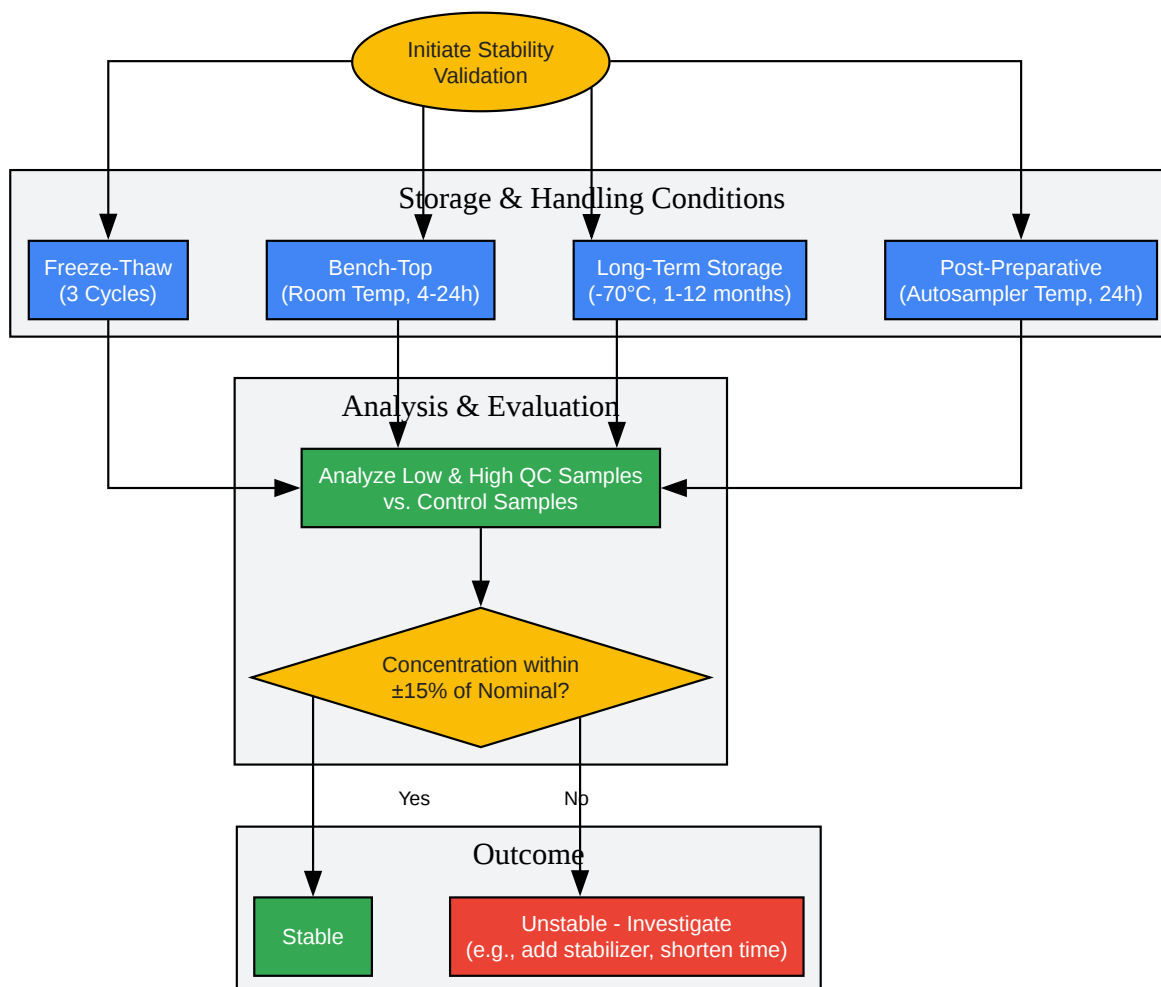 Initiate Stability
Validation
Storage & Handling Conditions
Freeze-Thaw
(3 Cycles)
Bench-Top
(Room Temp, 4-24h)
Long-Term Storage
(-70°C, 1-12 months)
Post-Preparative
(Autosampler Temp, 24h)
Analysis & Evaluation
Analyze Low & High QC Samples
vs. Control Samples
Concentration within
±15% of Nominal?
Yes
No
Outcome
Stable
Unstable - Investigate
(e.g., add stabilizer, shorten time)